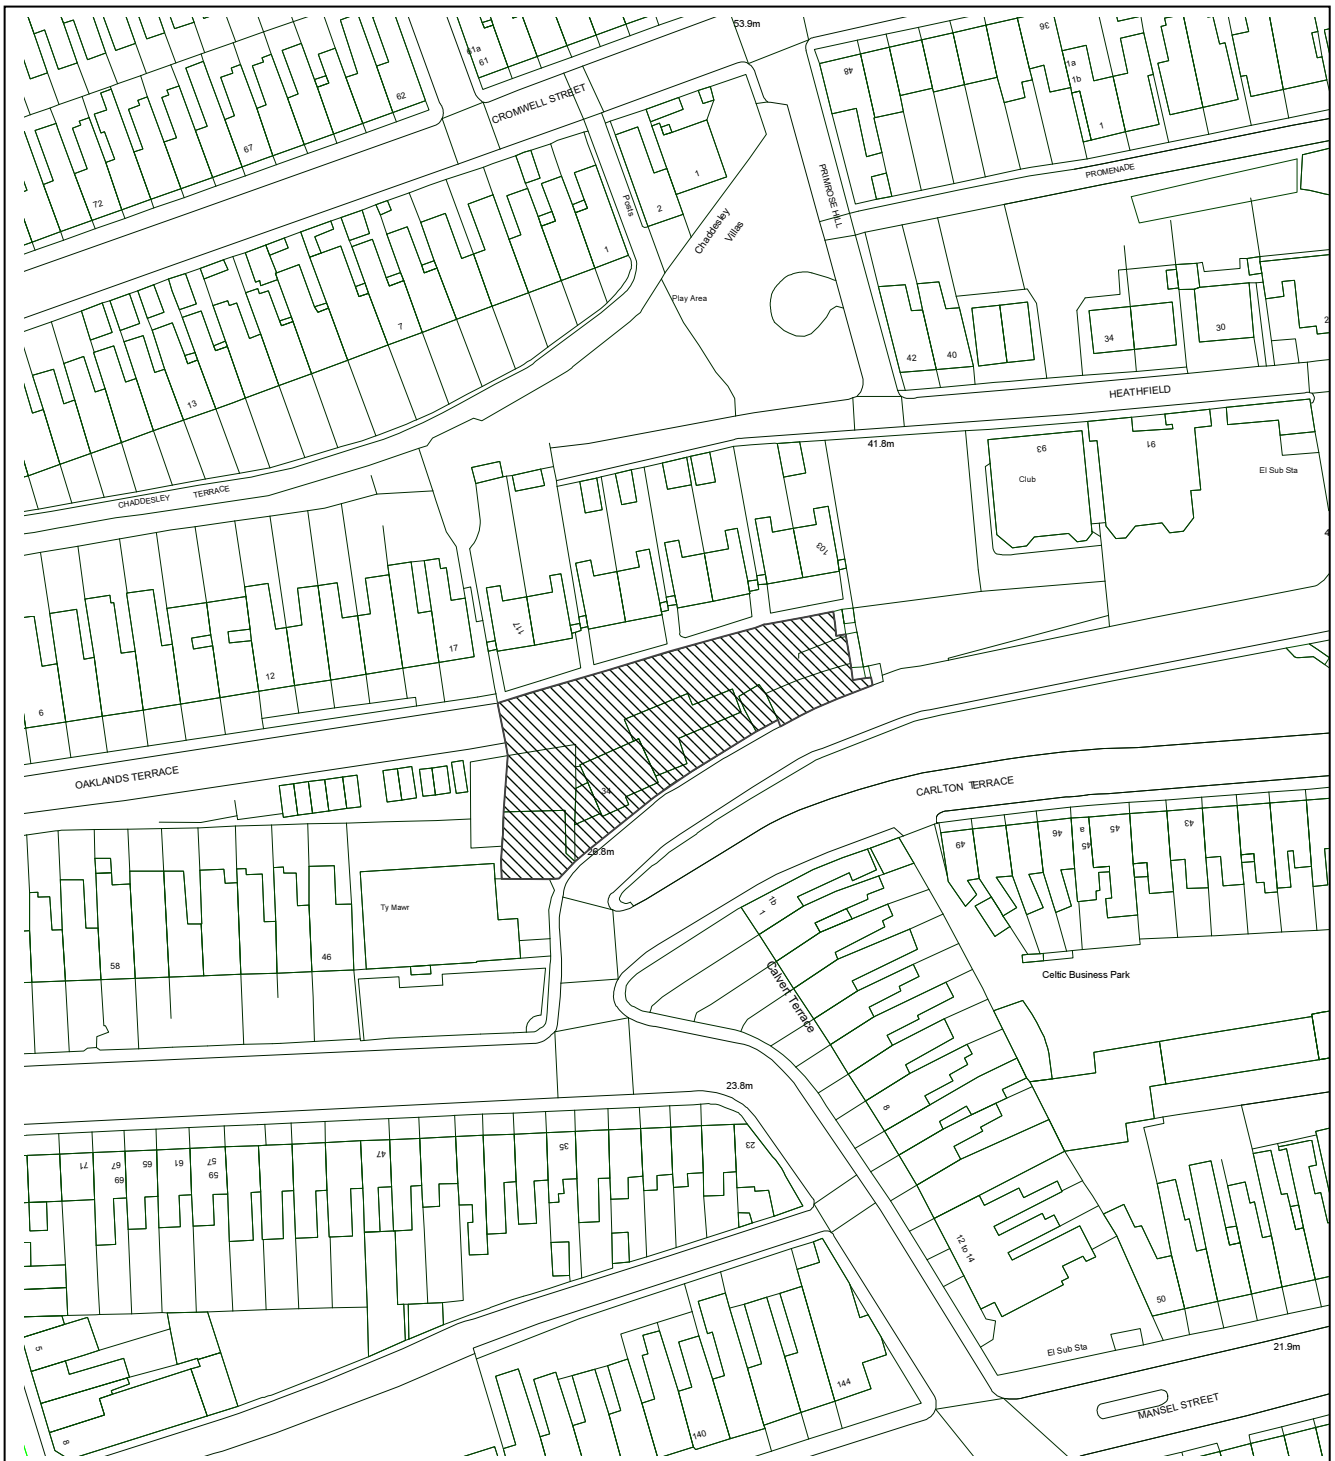 53.9m
61a
61
62
CROMWELL STREET
48
36
1a
1b
1
67
72
PROMENADE
1
2
Posts
PRIMROSE HILL
Chaddesley
Villas
1
Play Area
7
42
40
34
30
2
13
HEATHFIELD
41.8m
93
Club
91
El Sub Sta
CHADDESLEY TERRACE
4
103
117
17
12
6
OAKLANDS TERRACE
34
CARLTON TERRACE
26.8m
49
46
45
a
45
43
Ty Mawr
1b
1
58
46
Calvert Terrace
Celtic Business Park
23.8m
8
71
67
69
65
61
57
59
47
35
23
12 to 14
50
5
El Sub Sta
21.9m
144
MANSEL STREET
140
8